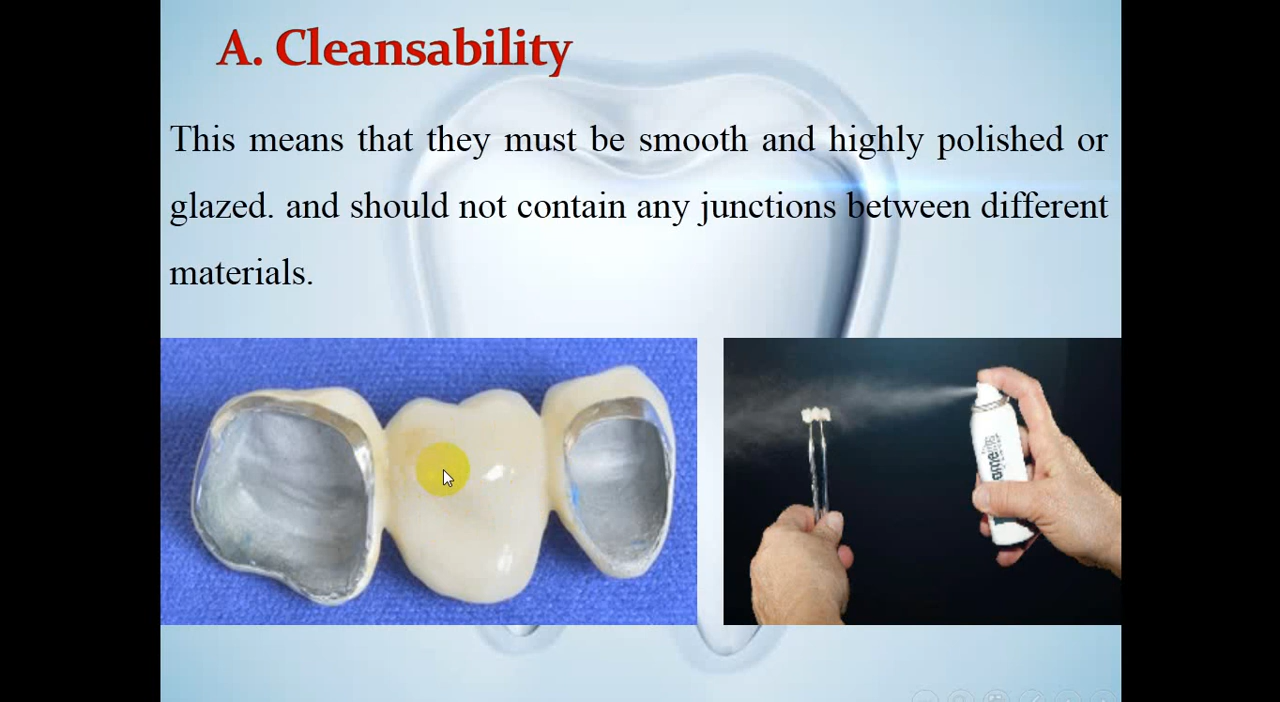 A. Cleansability
This means that they must be smooth and highly polished or
glazed. and should not contain any junctions between different
materials.